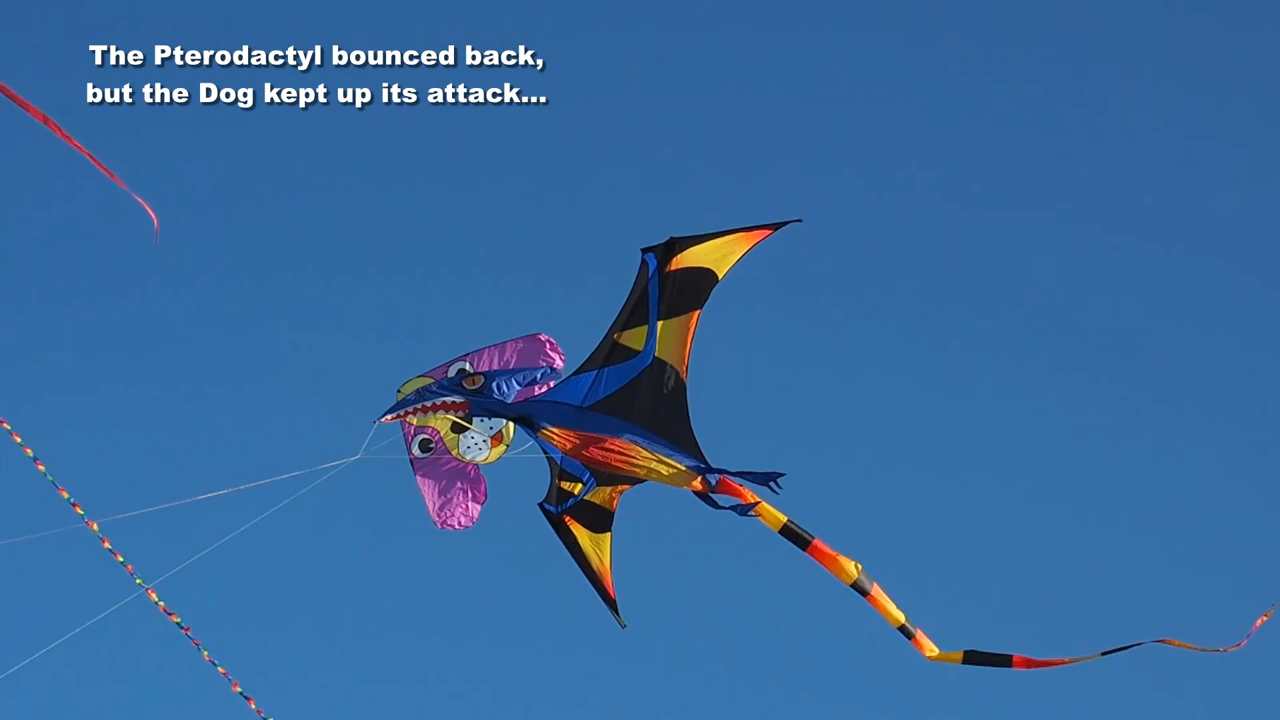 The Pterodactyl bounced back,
but the Dog kept up its attack...